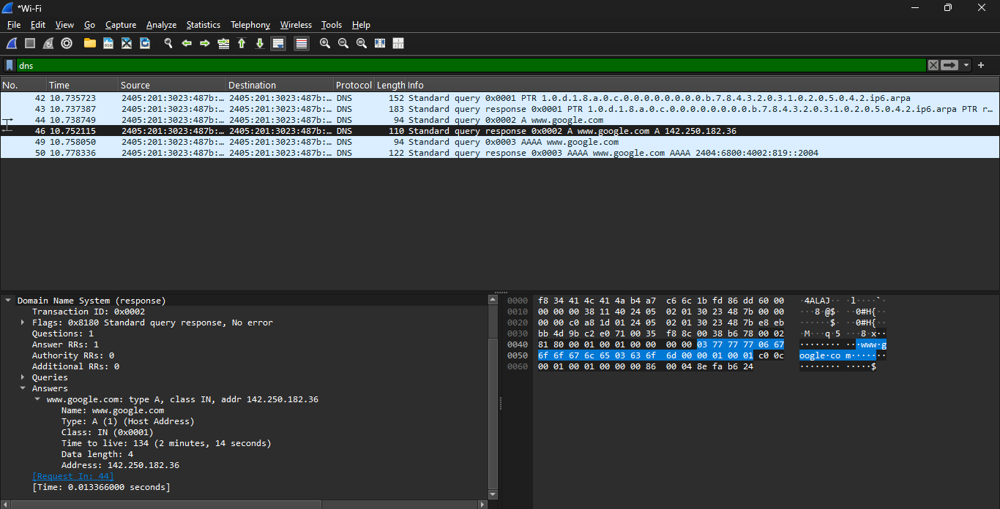 *Wi-Fi
File Edit View Go Capture Analyze Statistics Telephony Wireless Tools Help
dns
No. Time Source Destination Protocol Length Info
42 10.735723 2405:201:3023:487b:… 2405:201:3023:487b:… DNS 152 Standard query 0x0001 PTR 1.0.d.1.8.a.0.c.0.0.0.0.0.0.0.0.b.7.8.4.3.2.0.3.1.0.2.0.5.0.4.2.ip6.arpa
43 10.737387 2405:201:3023:487b:… 2405:201:3023:487b:… DNS 183 Standard query response 0x0001 PTR 1.0.d.1.8.a.0.c.0.0.0.0.0.0.0.0.b.7.8.4.3.2.0.3.1.0.2.0.5.0.4.2.ip6.arpa PTR r…
44 10.738749 2405:201:3023:487b:… 2405:201:3023:487b:… DNS 94 Standard query 0x0002 A www.google.com
46 10.752115 2405:201:3023:487b:… 2405:201:3023:487b:… DNS 110 Standard query response 0x0002 A www.google.com A 142.250.182.36
49 10.758050 2405:201:3023:487b:… 2405:201:3023:487b:… DNS 94 Standard query 0x0003 AAAA www.google.com
50 10.778336 2405:201:3023:487b:… 2405:201:3023:487b:… DNS 122 Standard query response 0x0003 AAAA www.google.com AAAA 2404:6800:4002:819::2004
Domain Name System (response)
Transaction ID: 0x0002
Flags: 0x8180 Standard query response, No error
Questions: 1
Answer RRs: 1
Authority RRs: 0
Additional RRs: 0
Queries
Answers
www.google.com: type A, class IN, addr 142.250.182.36
Name: www.google.com
Type: A (1) (Host Address)
Class: IN (0x0001)
Time to live: 134 (2 minutes, 14 seconds)
Data length: 4
Address: 142.250.182.36
[Request In: 44]
[Time: 0.013366000 seconds]
0000 f8 34 41 4c 41 4a b4 a7 c6 6c 1b fd 86 dd 60 00 ·4ALAJ·· ·l····`·
0010 00 00 00 38 11 40 24 05 02 01 30 23 48 7b 00 00 ···8·@$· ··0#H{··
0020 00 00 c0 a8 1d 01 24 05 02 01 30 23 48 7b e8 eb ······$· ··0#H{··
0030 bb 4d 9b c2 e0 71 00 35 f8 8c 00 38 b6 78 00 02 ·M···q·5 ···8·x··
0040 81 80 00 01 00 01 00 00 00 00 03 77 77 77 06 67 ········ ···www·g
0050 6f 6f 67 6c 65 03 63 6f 6d 00 00 01 00 01 c0 0c oogle·co m·······
0060 00 01 00 01 00 00 00 86 00 04 8e fa b6 24 ········ ·····$